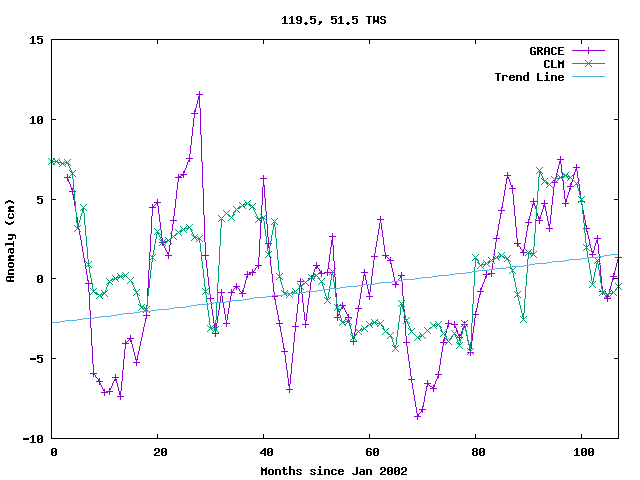 119.5, 51.5 TWS
15
10
5
0
-5
-10
Anomaly (cm)
GRACE
CLM
Trend Line
0 20 40 60 80 100
Months since Jan 2002